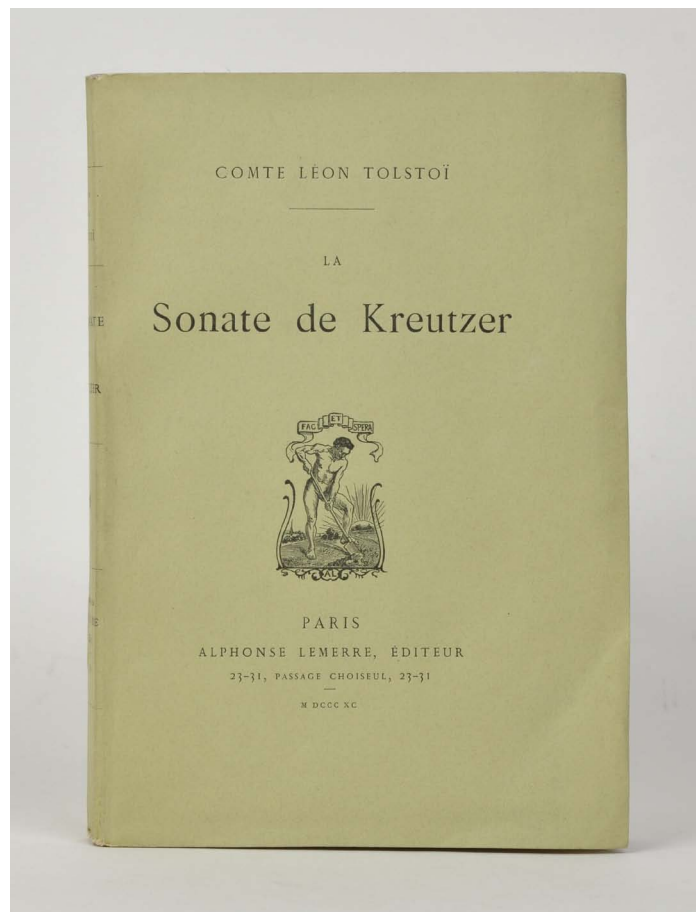 COMTE LÉON TOLSTOÏ
LA
Sonate de Kreutzer
FAC ET SPERA
AL
PARIS
ALPHONSE LEMERRE, ÉDITEUR
23-31, PASSAGE CHOISEUL, 23-31
M DCCC XC